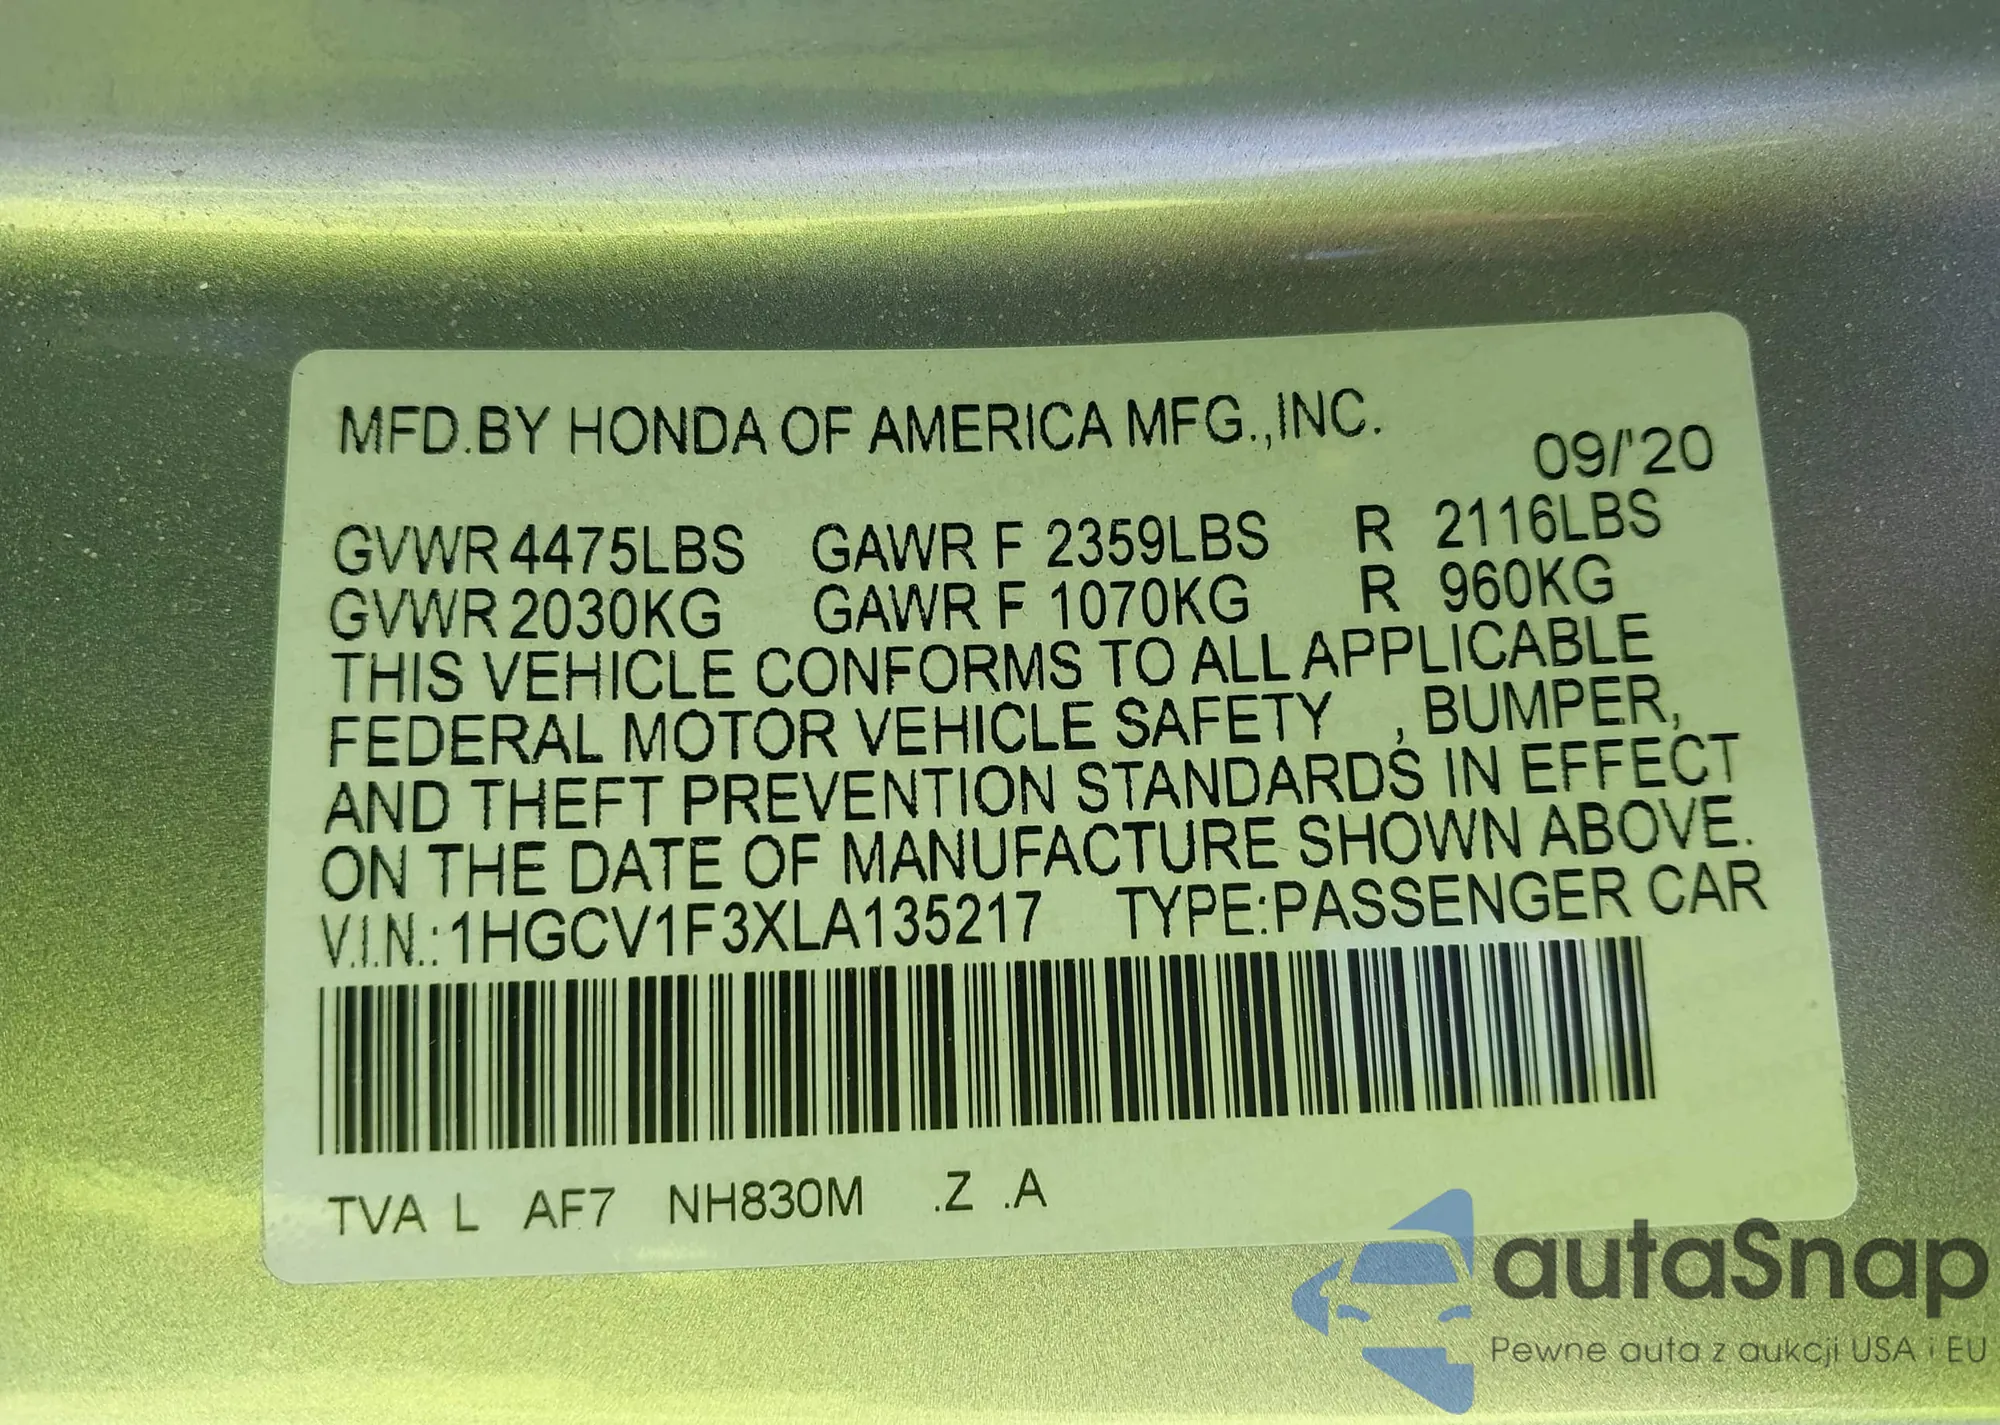 MFD.BY HONDA OF AMERICA MFG.,INC.
09/'20
GVWR 4475LBS GAWR F 2359LBS R 2116LBS
GVWR 2030KG GAWR F 1070KG R 960KG
THIS VEHICLE CONFORMS TO ALL APPLICABLE
FEDERAL MOTOR VEHICLE SAFETY , BUMPER,
AND THEFT PREVENTION STANDARDS IN EFFECT
ON THE DATE OF MANUFACTURE SHOWN ABOVE.
V.I.N.:1HGCV1F3XLA135217 TYPE:PASSENGER CAR
TVA L AF7 NH830M .Z .A
autaSnap
Pewne auta z aukcji USA i EU